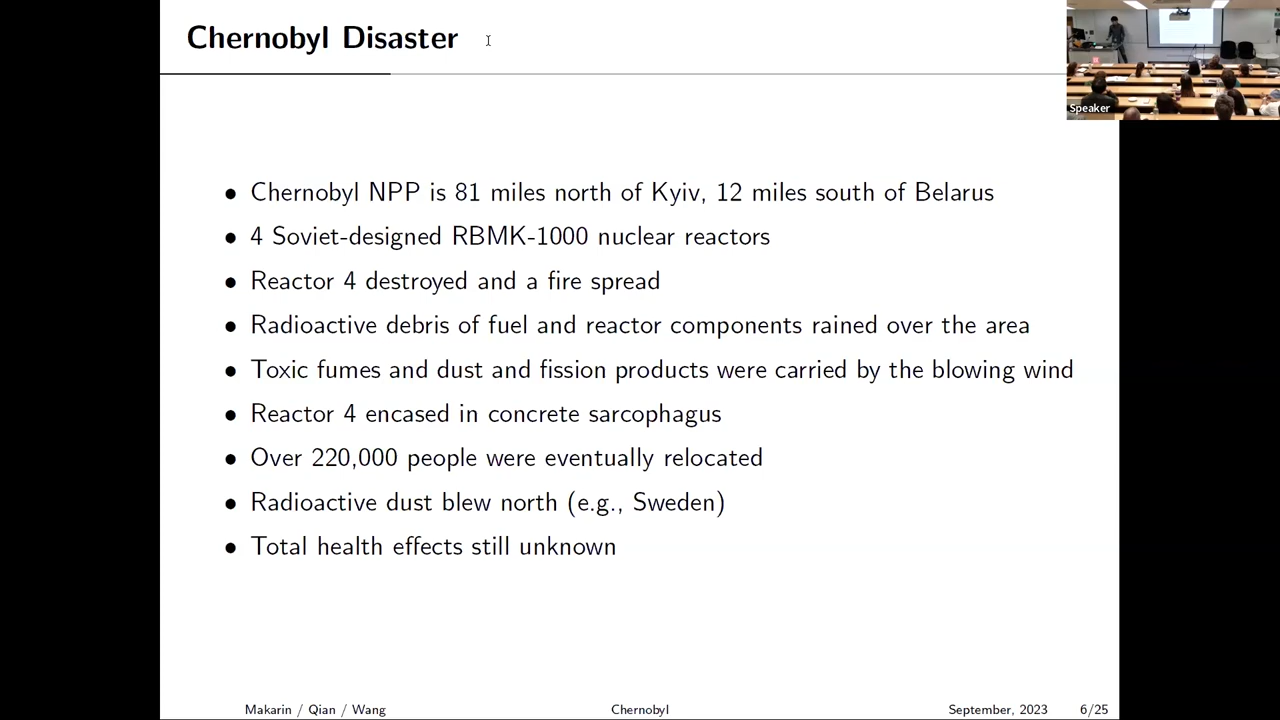 Chernobyl Disaster
Speaker
• Chernobyl NPP is 81 miles north of Kyiv, 12 miles south of Belarus
• 4 Soviet-designed RBMK-1000 nuclear reactors
• Reactor 4 destroyed and a fire spread
• Radioactive debris of fuel and reactor components rained over the area
• Toxic fumes and dust and fission products were carried by the blowing wind
• Reactor 4 encased in concrete sarcophagus
• Over 220,000 people were eventually relocated
• Radioactive dust blew north (e.g., Sweden)
• Total health effects still unknown
Makarin / Qian / Wang Chernobyl September, 2023 6/25